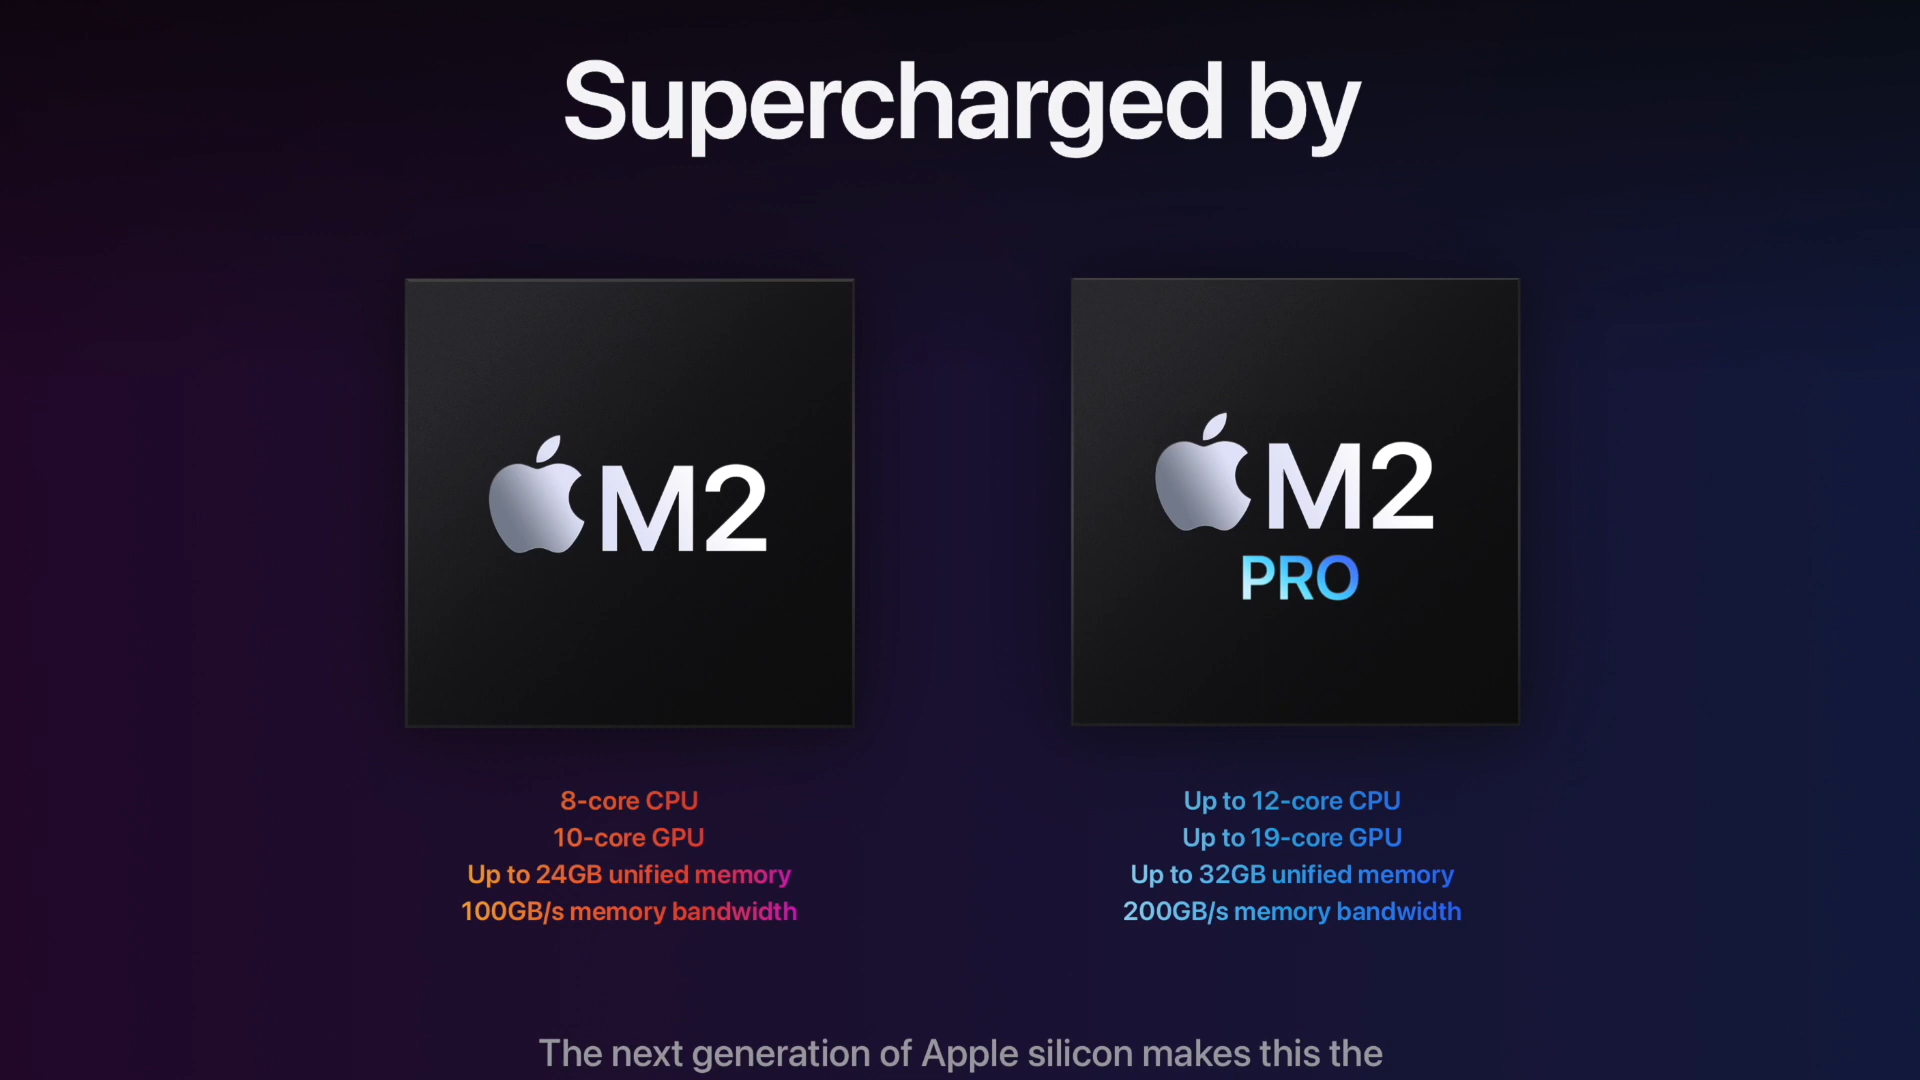 Supercharged by
M2
M2
PRO
8-core CPU
10-core GPU
Up to 24GB unified memory
100GB/s memory bandwidth
Up to 12-core CPU
Up to 19-core GPU
Up to 32GB unified memory
200GB/s memory bandwidth
The next generation of Apple silicon makes this the